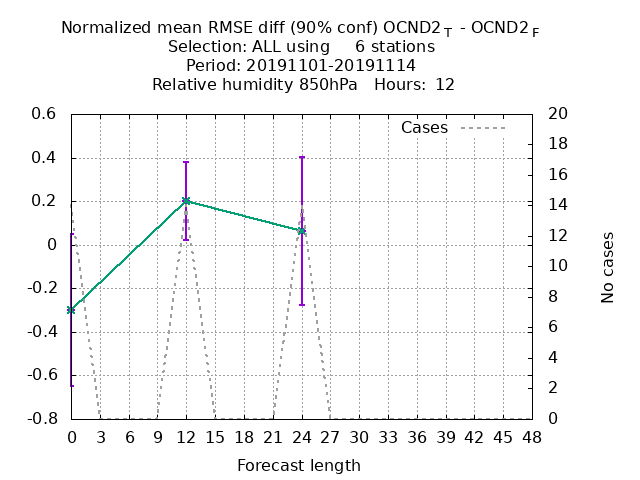 Normalized mean RMSE diff (90% conf) OCND2 T - OCND2 F
Selection: ALL using     6 stations
Period: 20191101-20191114
Relative humidity 850hPa   Hours:  12
Cases
0.6
0.4
0.2
0
-0.2
-0.4
-0.6
-0.8
20
18
16
14
12
10
8
6
4
2
0
No cases
0 3 6 9 12 15 18 21 24 27 30 33 36 39 42 45 48
Forecast length